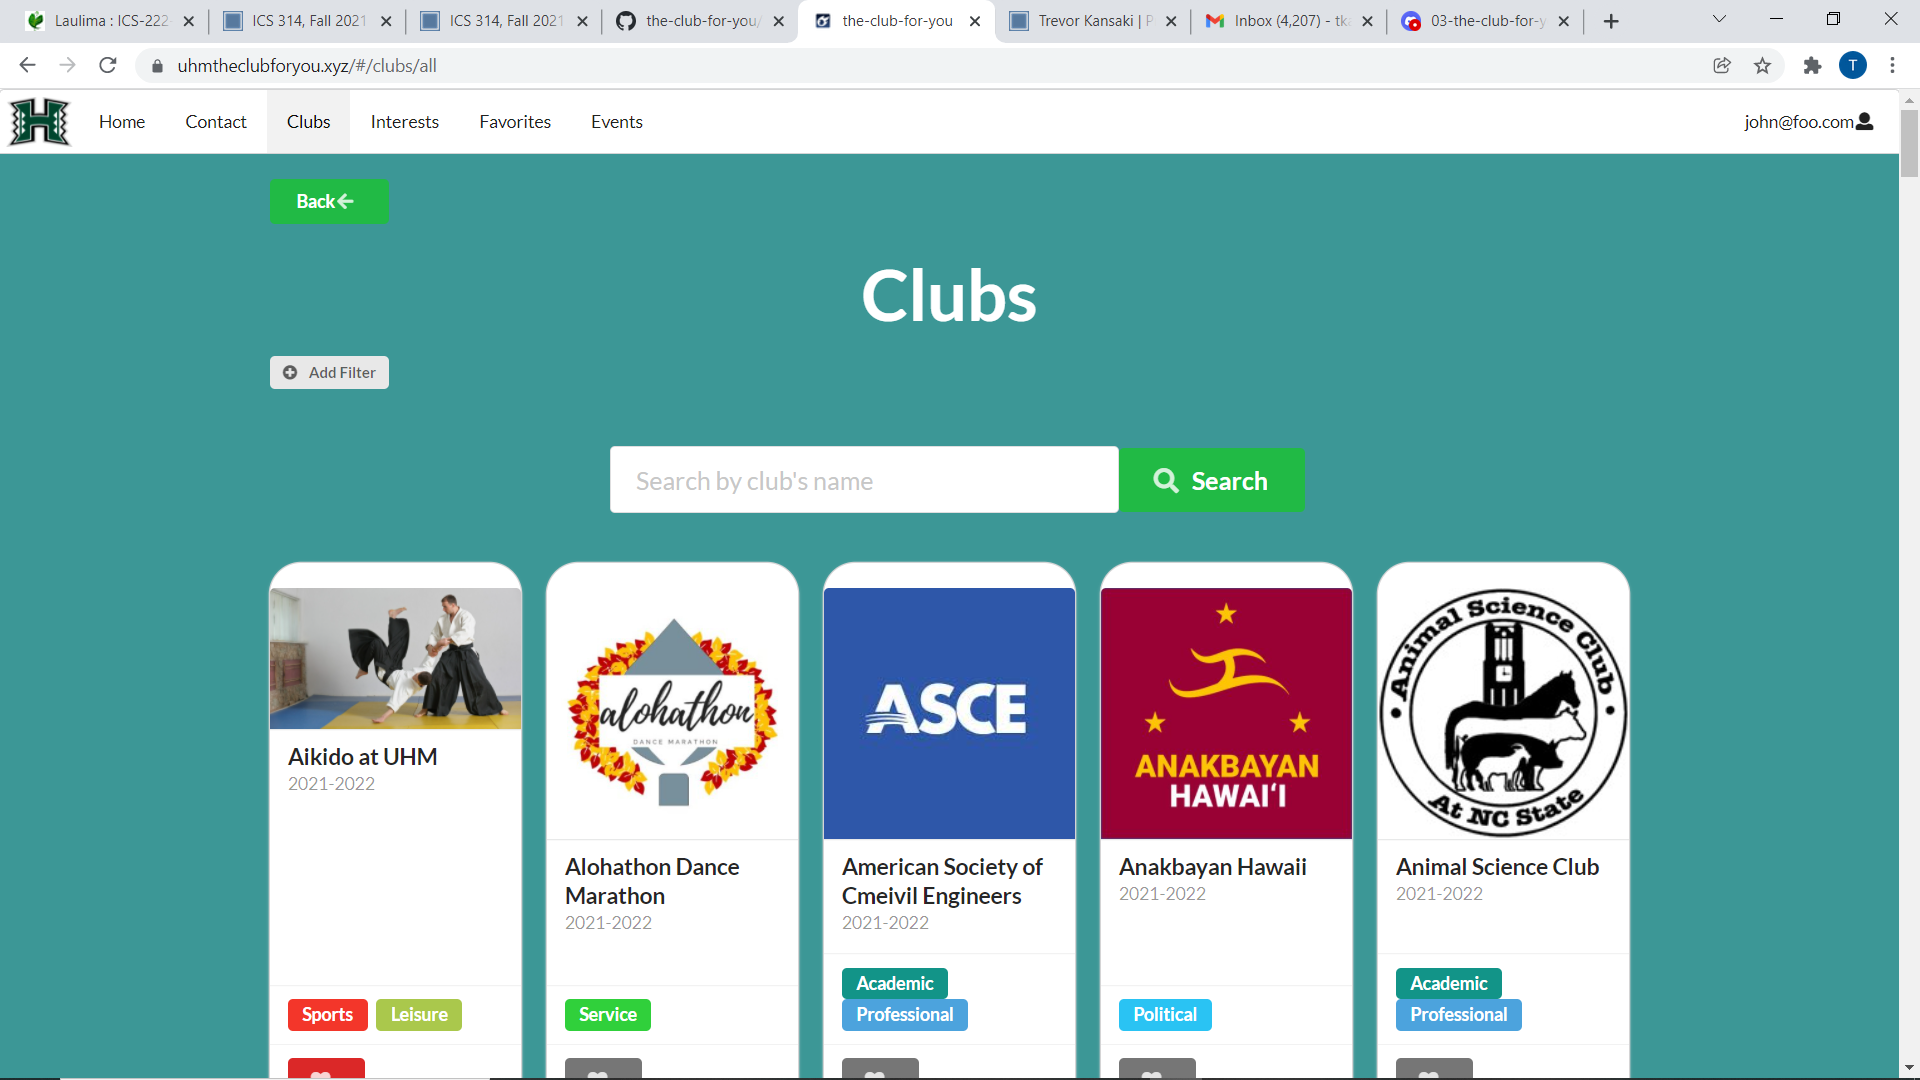 Laulima : ICS-222-
ICS 314, Fall 2021
ICS 314, Fall 2021
the-club-for-you/
the-club-for-you
Trevor Kansaki | P
Inbox (4,207) - tka
03-the-club-for-y
uhmtheclubforyou.xyz/#/clubs/all
T
H
Home
Contact
Clubs
Interests
Favorites
Events
john@foo.com
Back
Clubs
Add Filter
Search by club's name
Search
alohathon
DANCE MARATHON
ASCE
ANAKBAYAN
HAWAIʻI
Animal Science Club
At NC State
Aikido at UHM
2021-2022
Alohathon Dance
Marathon
2021-2022
American Society of
Cmeivil Engineers
2021-2022
Anakbayan Hawaii
2021-2022
Animal Science Club
2021-2022
Sports
Leisure
Service
Academic
Professional
Political
Academic
Professional